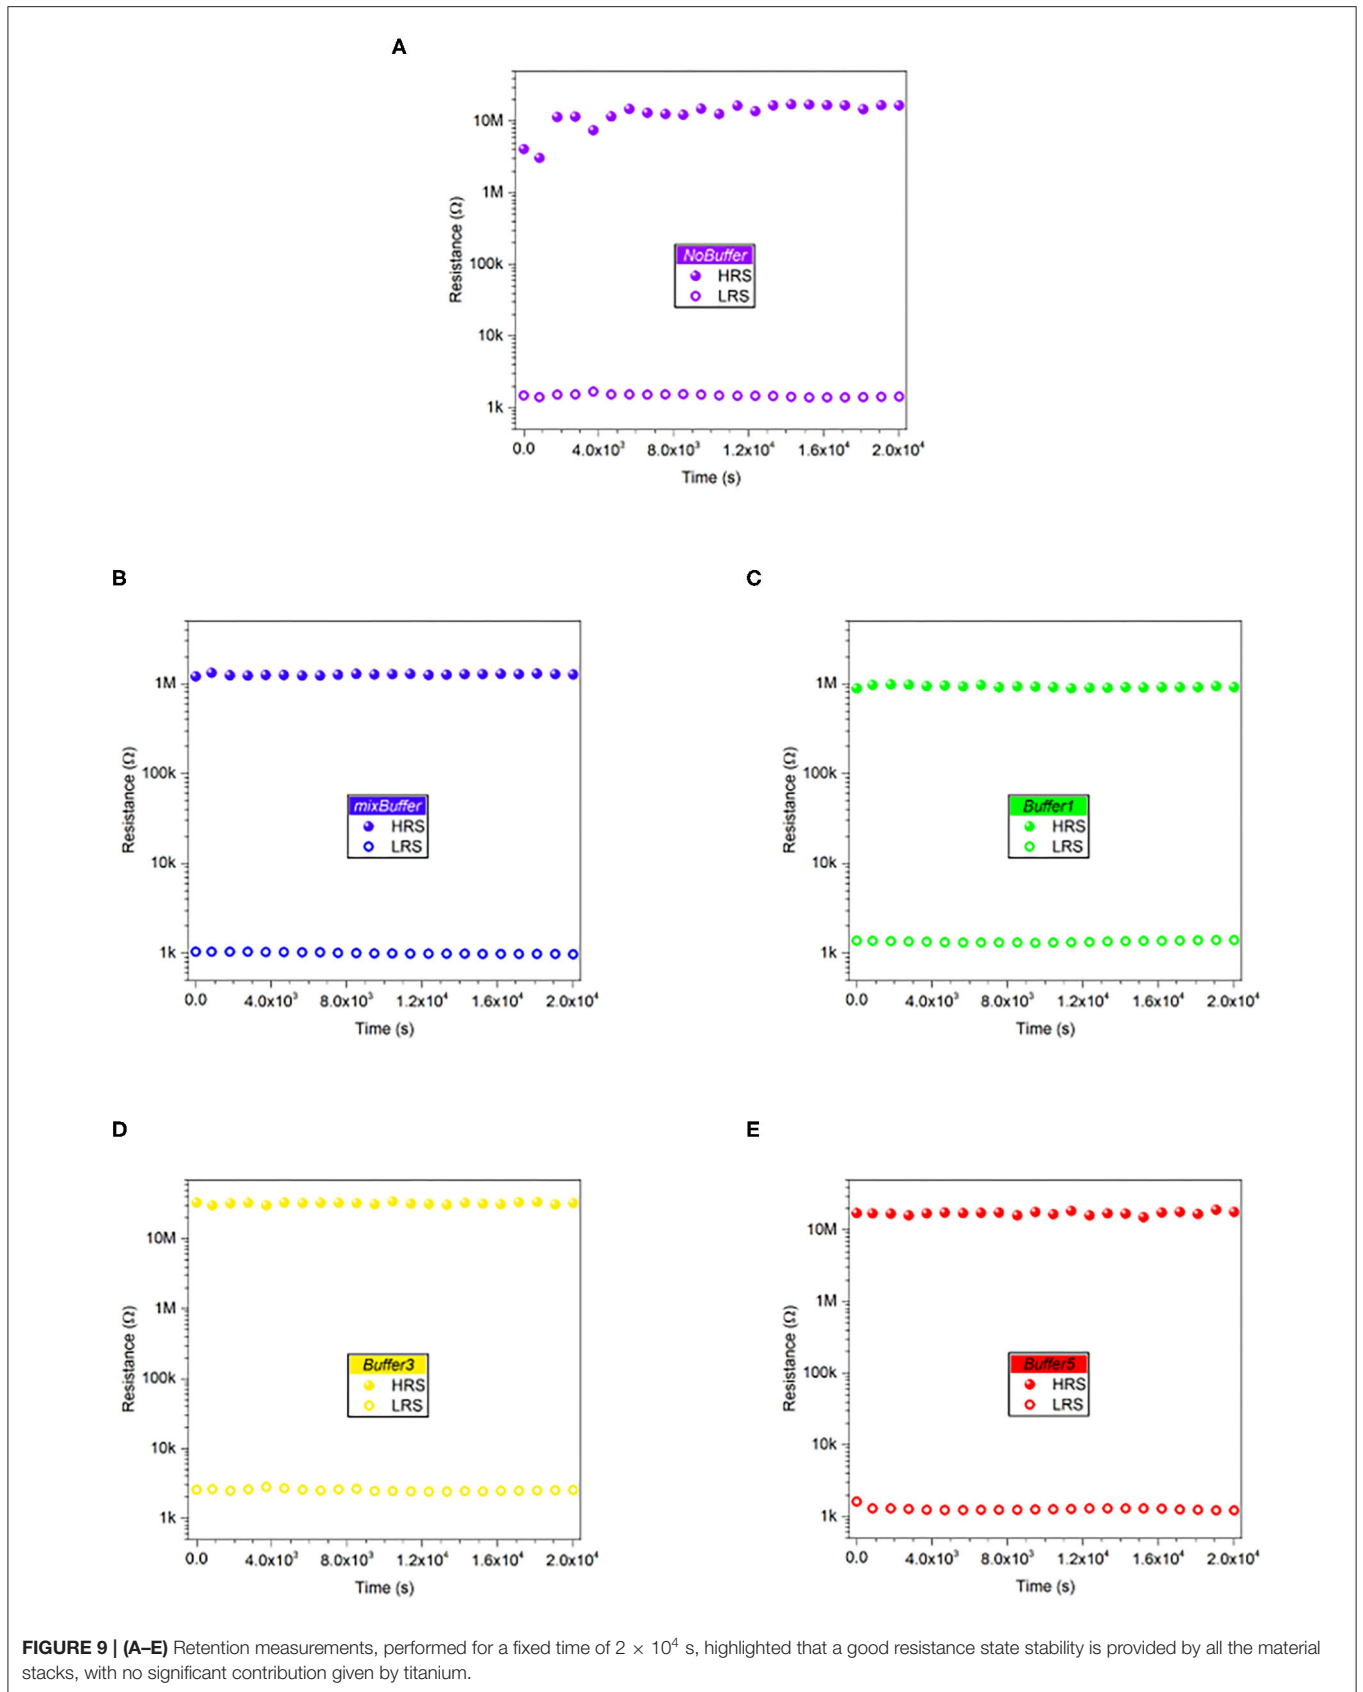 A
10M
1M
100k
10k
1k
Resistance (Ω)
NoBuffer
HRS
LRS
0.0 4.0x10³ 8.0x10³ 1.2x10⁴ 1.6x10⁴ 2.0x10⁴
Time (s)
B
1M
100k
10k
1k
Resistance (Ω)
mixBuffer
HRS
LRS
0.0 4.0x10³ 8.0x10³ 1.2x10⁴ 1.6x10⁴ 2.0x10⁴
Time (s)
C
1M
100k
10k
1k
Resistance (Ω)
Buffer1
HRS
LRS
0.0 4.0x10³ 8.0x10³ 1.2x10⁴ 1.6x10⁴ 2.0x10⁴
Time (s)
D
10M
1M
100k
10k
1k
Resistance (Ω)
Buffer3
HRS
LRS
0.0 4.0x10³ 8.0x10³ 1.2x10⁴ 1.6x10⁴ 2.0x10⁴
Time (s)
E
10M
1M
100k
10k
1k
Resistance (Ω)
Buffer5
HRS
LRS
0.0 4.0x10³ 8.0x10³ 1.2x10⁴ 1.6x10⁴ 2.0x10⁴
Time (s)
FIGURE 9 | (A–E) Retention measurements, performed for a fixed time of 2 × 10⁴ s, highlighted that a good resistance state stability is provided by all the material
stacks, with no significant contribution given by titanium.